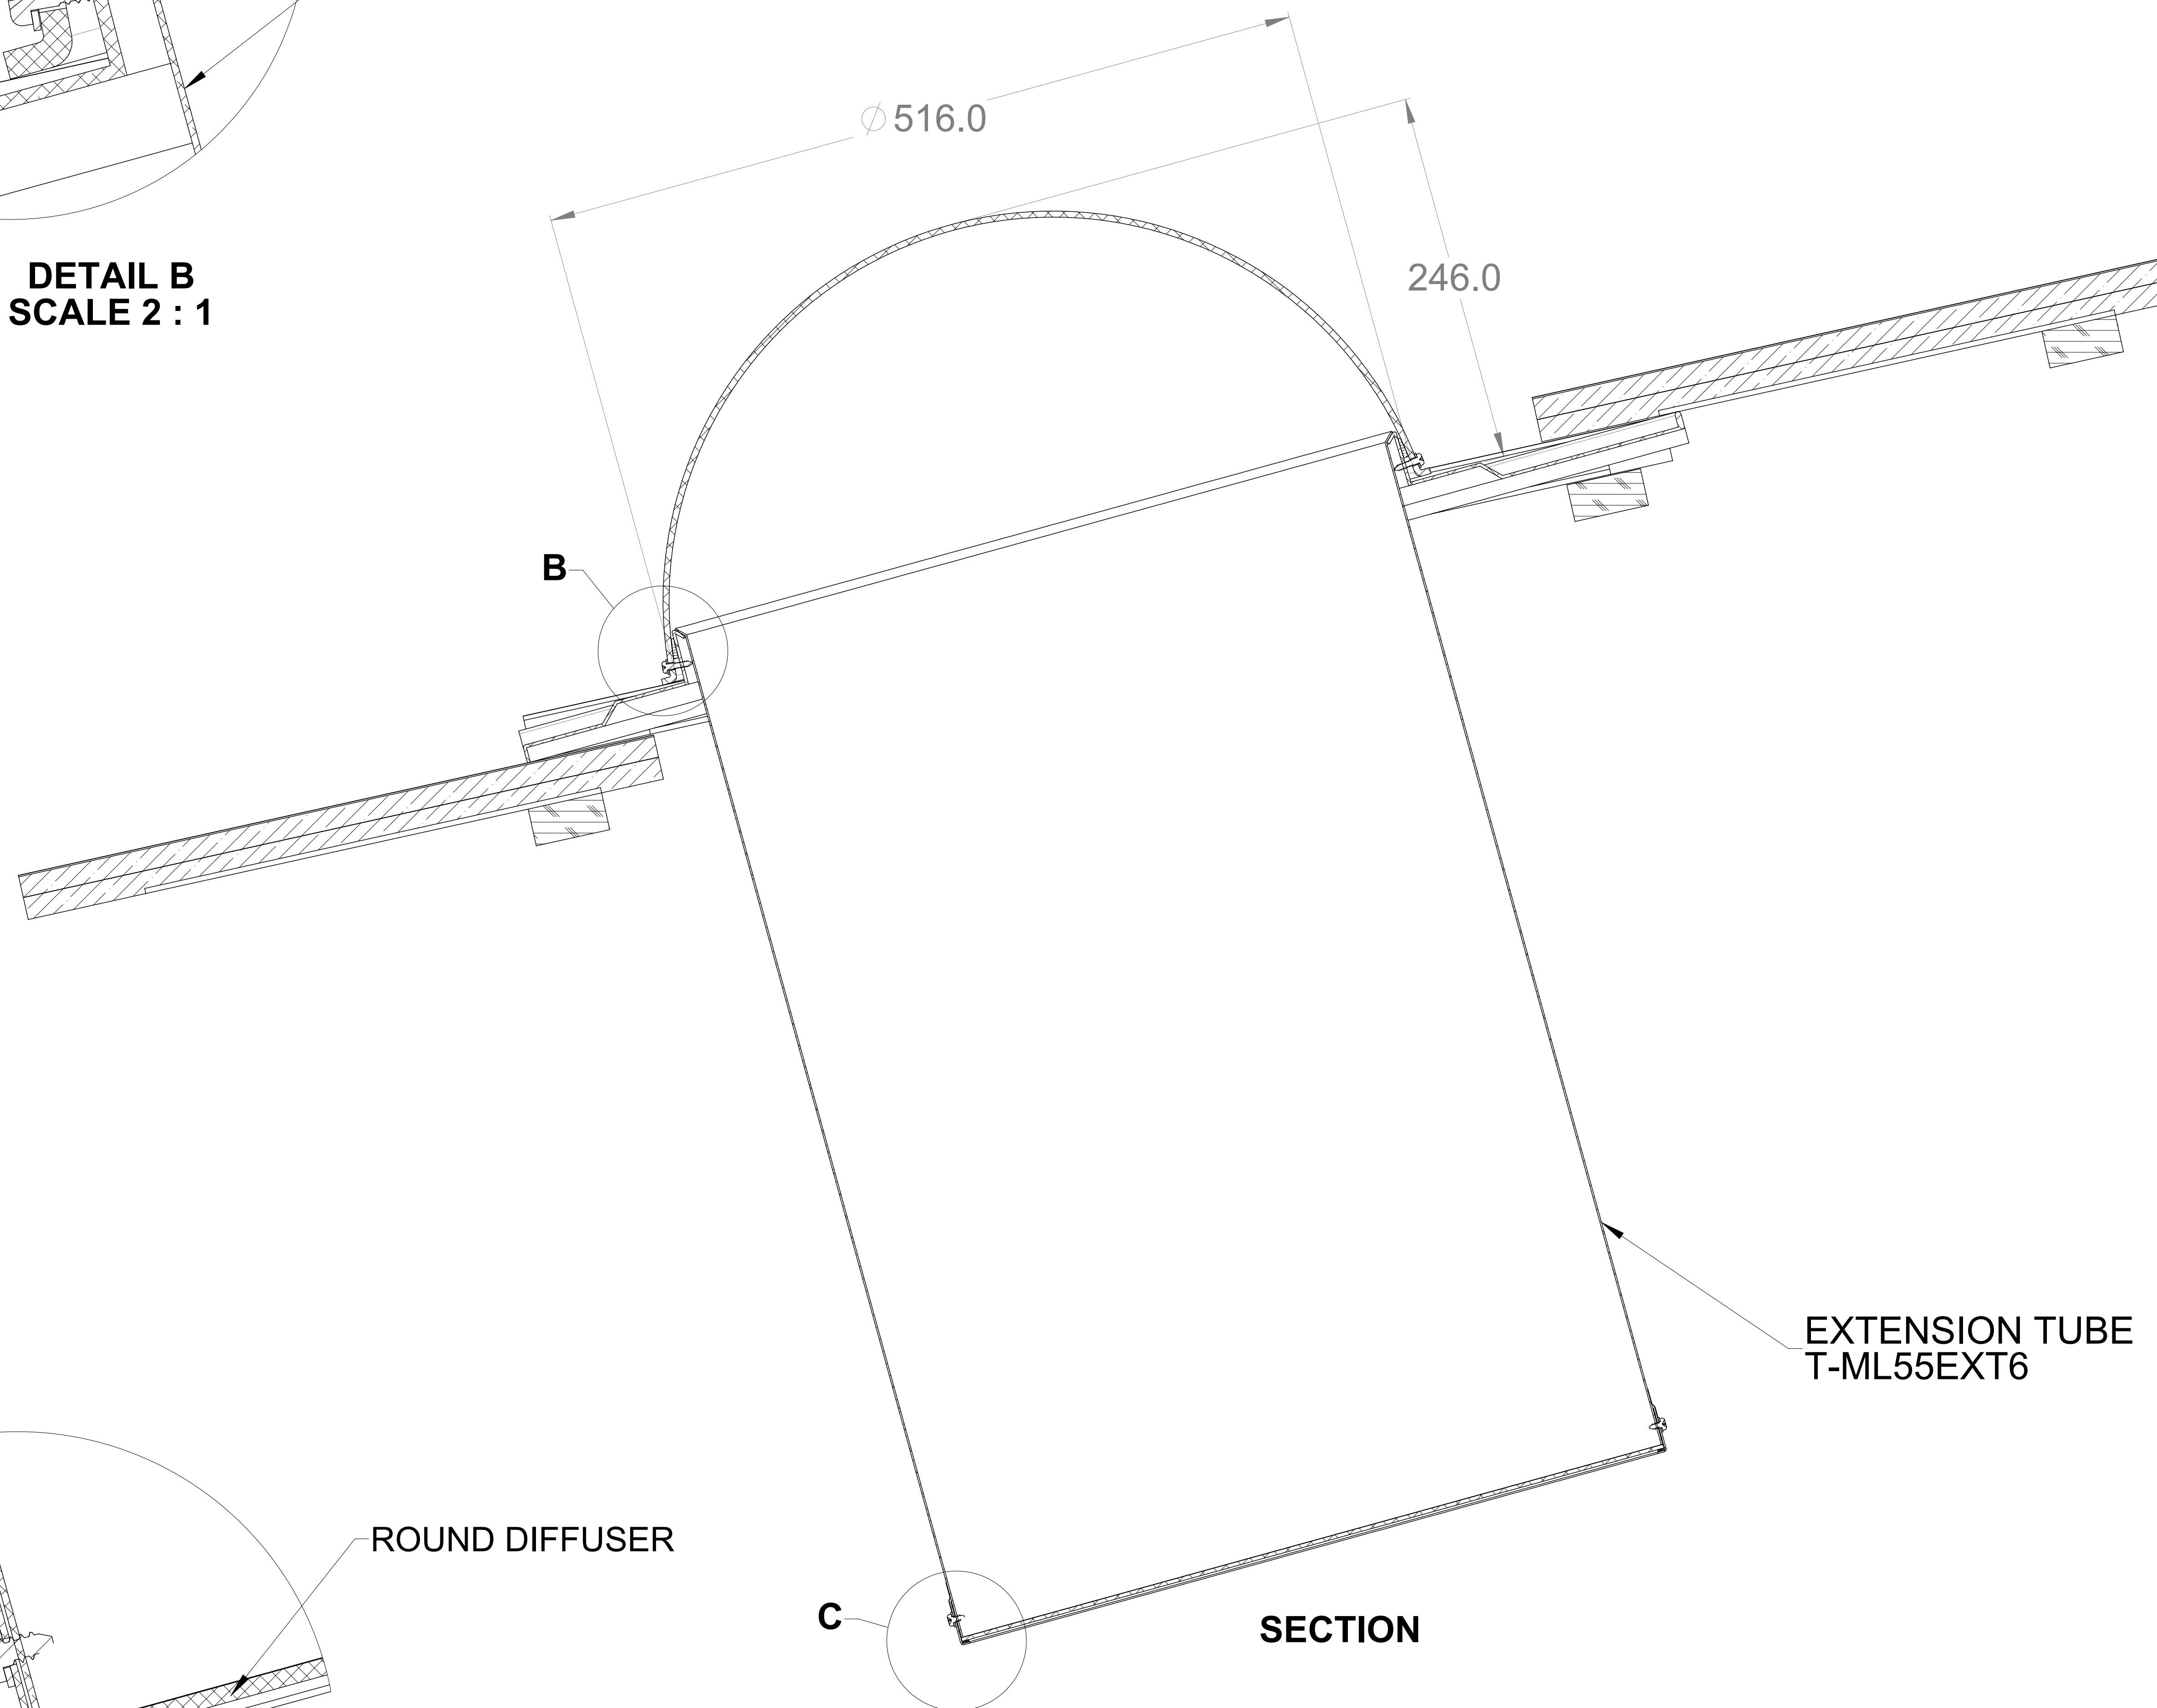 ⌀ 516.0
246.0
DETAIL B
SCALE 2 : 1
B
EXTENSION TUBE
T-ML55EXT6
ROUND DIFFUSER
C
SECTION